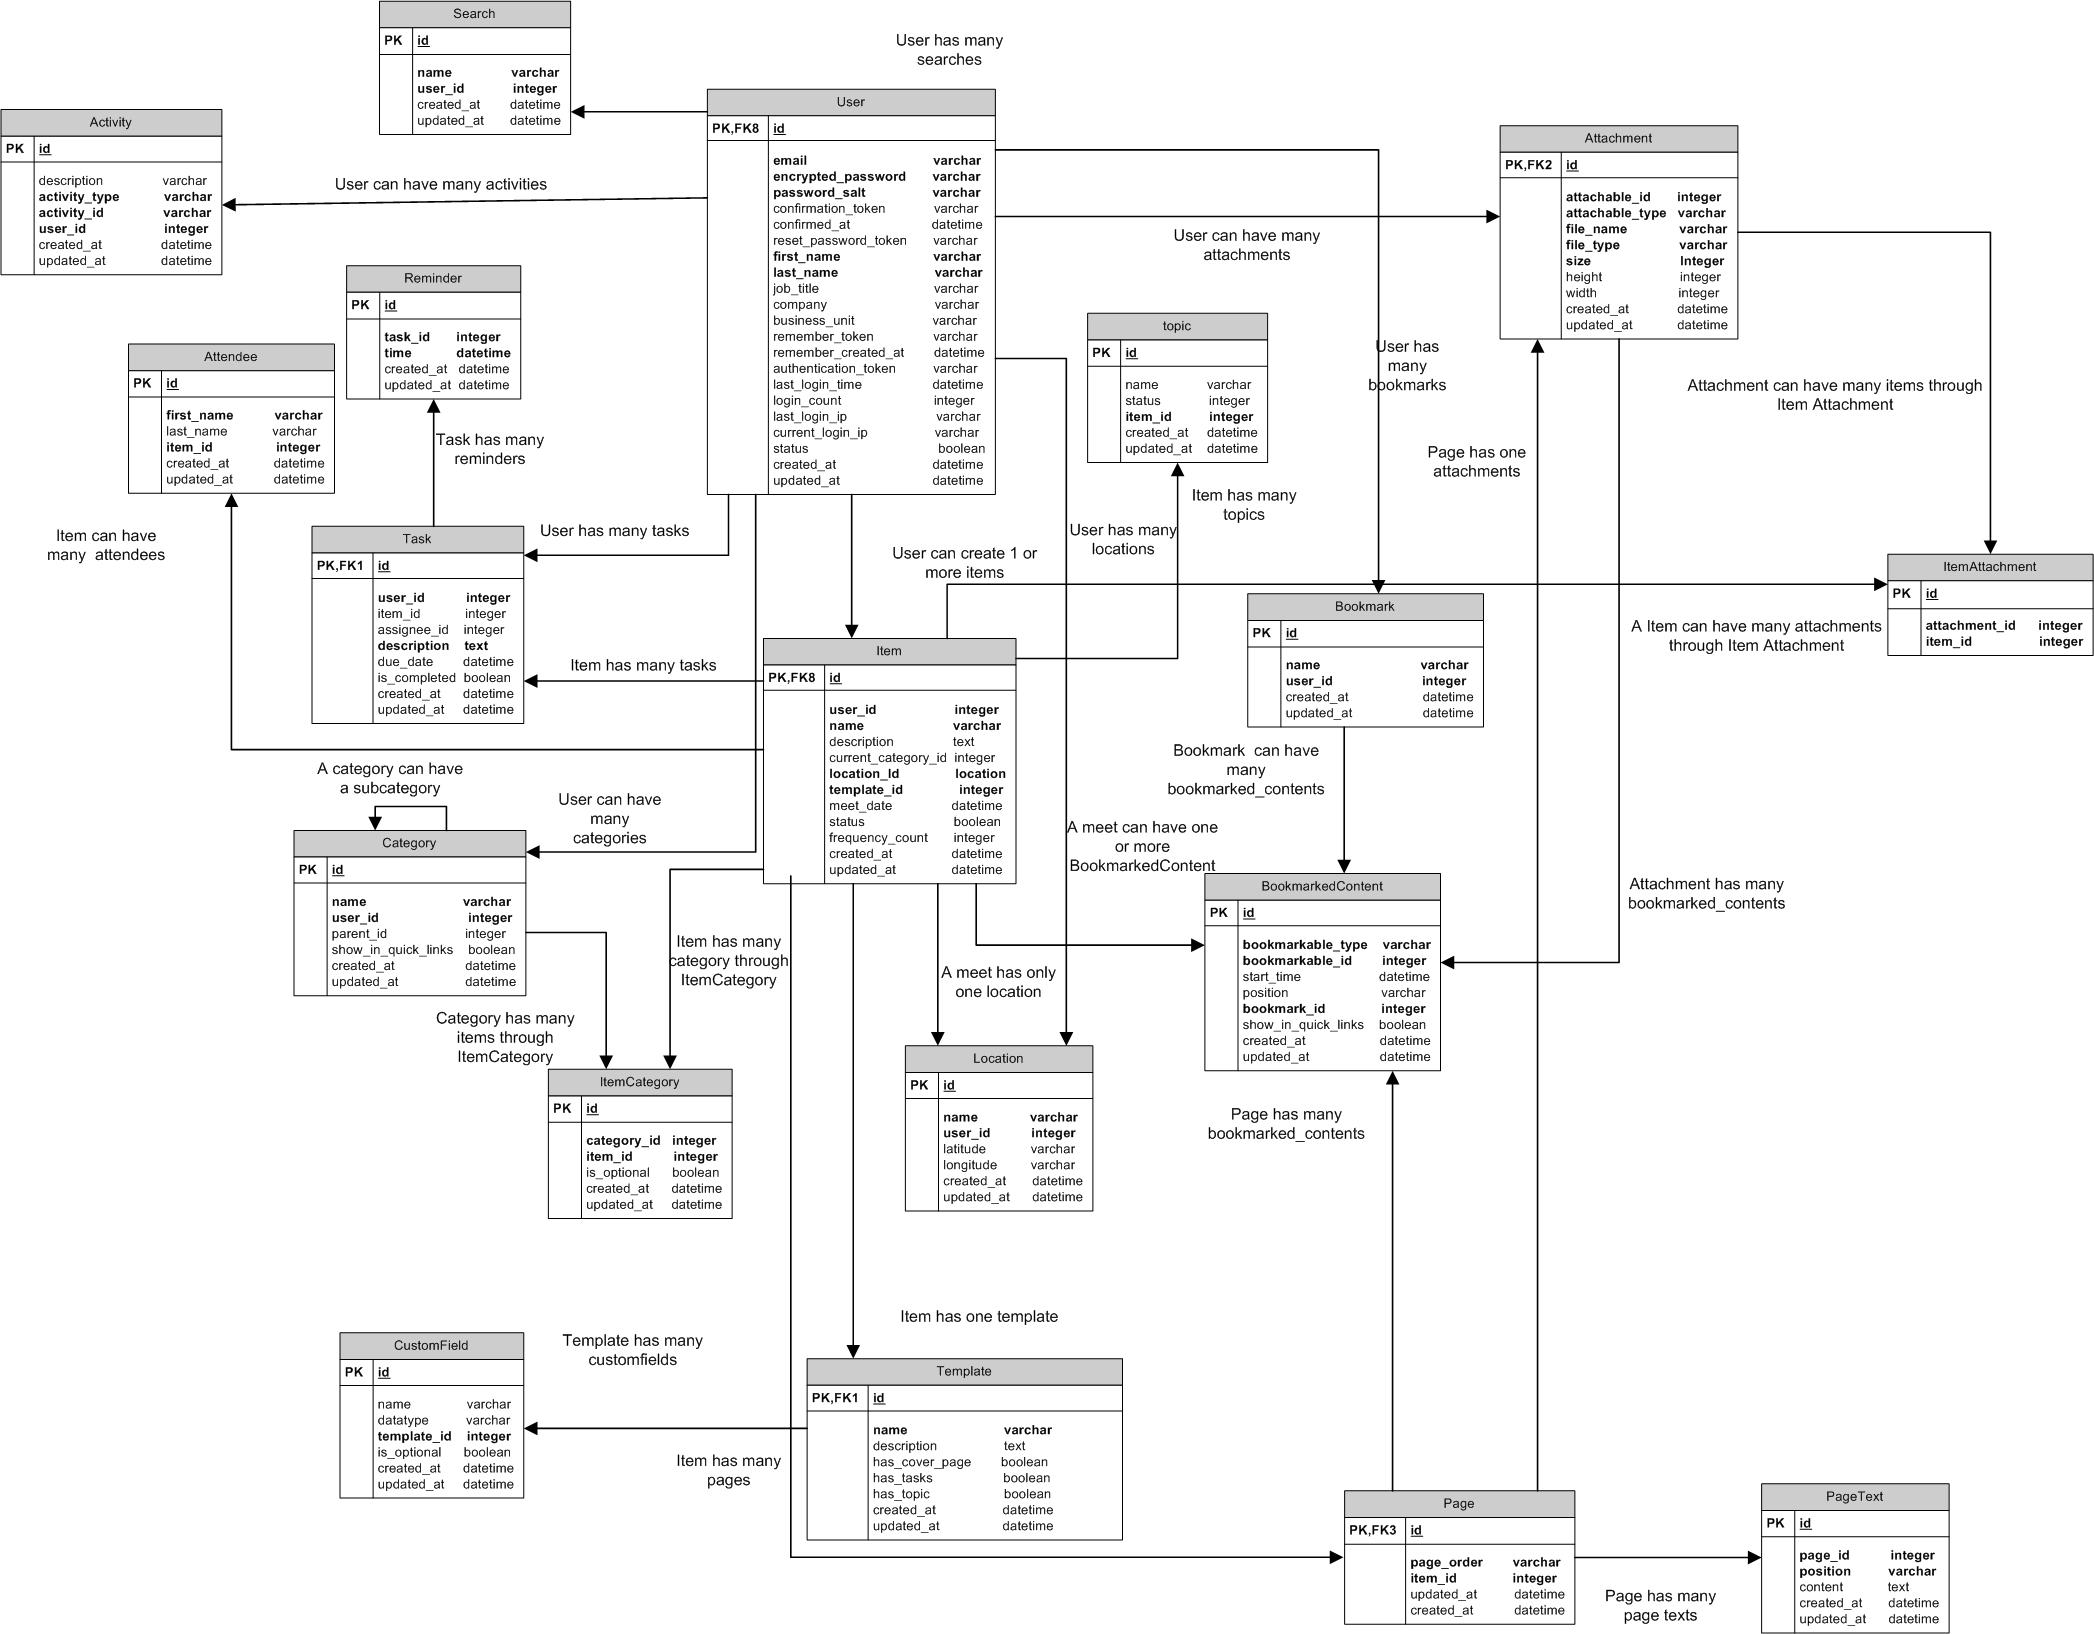 Search
PK id
name varchar
user_id integer
created_at datetime
updated_at datetime
User has many
searches
Activity
PK id
description varchar
activity_type varchar
activity_id varchar
user_id integer
created_at datetime
updated_at datetime
User can have many activities
User
PK,FK8 id
email varchar
encrypted_password varchar
password_salt varchar
confirmation_token varchar
confirmed_at datetime
reset_password_token varchar
first_name varchar
last_name varchar
job_title varchar
company varchar
business_unit varchar
remember_token varchar
remember_created_at datetime
authentication_token varchar
last_login_time datetime
login_count integer
last_login_ip varchar
current_login_ip varchar
status boolean
created_at datetime
updated_at datetime
Attachment
PK,FK2 id
attachable_id integer
attachable_type varchar
file_name varchar
file_type varchar
size Integer
height integer
width integer
created_at datetime
updated_at datetime
User can have many
attachments
Reminder
PK id
task_id integer
time datetime
created_at datetime
updated_at datetime
Attendee
PK id
first_name varchar
last_name varchar
item_id integer
created_at datetime
updated_at datetime
topic
PK id
name varchar
status integer
item_id integer
created_at datetime
updated_at datetime
User has
many
bookmarks
Attachment can have many items through
Item Attachment
Task has many
reminders
Page has one
attachments
Item has many
topics
Item can have
many attendees
User has many tasks
User has many
locations
User can create 1 or
more items
Task
PK,FK1 id
user_id integer
item_id integer
assignee_id integer
description text
due_date datetime
is_completed boolean
created_at datetime
updated_at datetime
Item has many tasks
ItemAttachment
PK id
attachment_id integer
item_id integer
A Item can have many attachments
through Item Attachment
Bookmark
PK id
name varchar
user_id integer
created_at datetime
updated_at datetime
Item
PK,FK8 id
user_id integer
name varchar
description text
current_category_id integer
location_Id location
template_id integer
meet_date datetime
status boolean
frequency_count integer
created_at datetime
updated_at datetime
Bookmark can have
many
bookmarked_contents
A category can have
a subcategory
User can have
many
categories
A meet can have one
or more
BookmarkedContent
Category
PK id
name varchar
user_id integer
parent_id integer
show_in_quick_links boolean
created_at datetime
updated_at datetime
BookmarkedContent
PK id
bookmarkable_type varchar
bookmarkable_id integer
start_time datetime
position varchar
bookmark_id integer
show_in_quick_links boolean
created_at datetime
updated_at datetime
Attachment has many
bookmarked_contents
Item has many
category through
ItemCategory
A meet has only
one location
Category has many
items through
ItemCategory
ItemCategory
PK id
category_id integer
item_id integer
is_optional boolean
created_at datetime
updated_at datetime
Location
PK id
name varchar
user_id integer
latitude varchar
longitude varchar
created_at datetime
updated_at datetime
Page has many
bookmarked_contents
Item has one template
Template has many
customfields
CustomField
PK id
name varchar
datatype varchar
template_id integer
is_optional boolean
created_at datetime
updated_at datetime
Item has many
pages
Template
PK,FK1 id
name varchar
description text
has_cover_page boolean
has_tasks boolean
has_topic boolean
created_at datetime
updated_at datetime
Page
PK,FK3 id
page_order varchar
item_id integer
updated_at datetime
created_at datetime
Page has many
page texts
PageText
PK id
page_id integer
position varchar
content text
created_at datetime
updated_at datetime